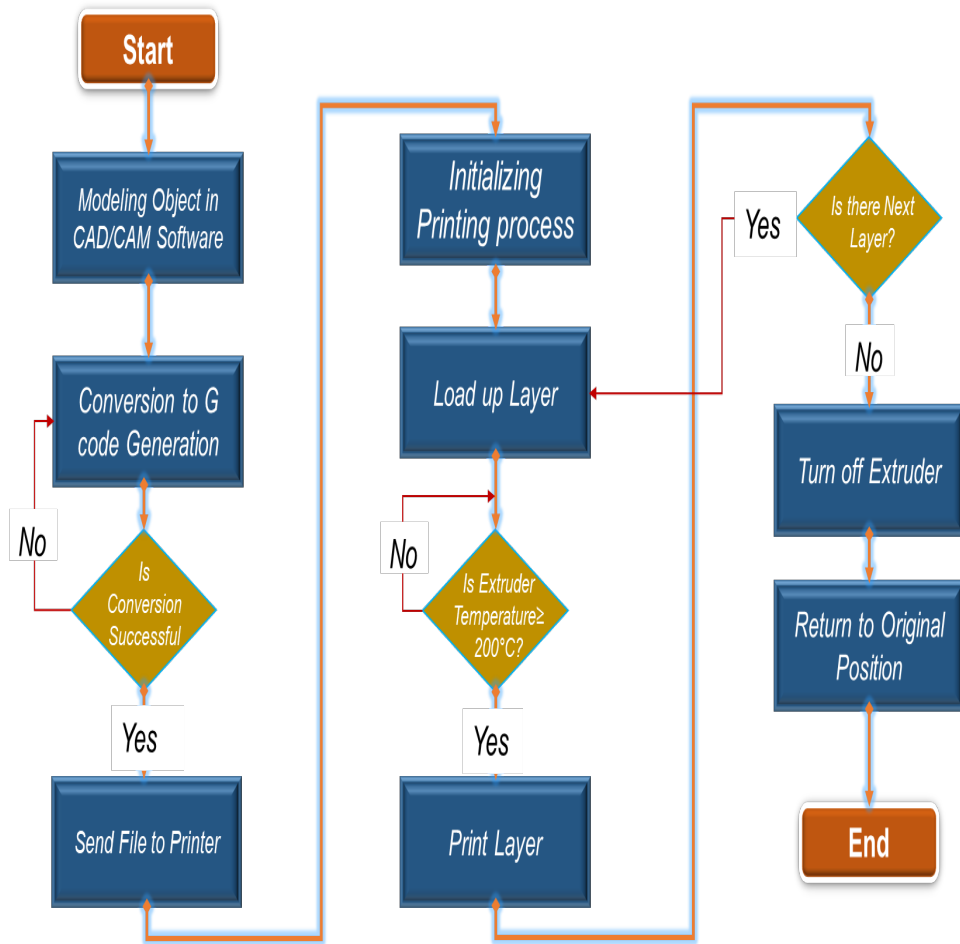 Start
Modeling Object in
CAD/CAM Software
Conversion to G
code Generation
No
Is
Conversion
Successful
Yes
Send File to Printer
Initializing
Printing process
Load up Layer
No
Is Extruder
Temperature≥
200°C?
Yes
Print Layer
Is there Next
Layer?
Yes
No
Turn off Extruder
Return to Original
Position
End